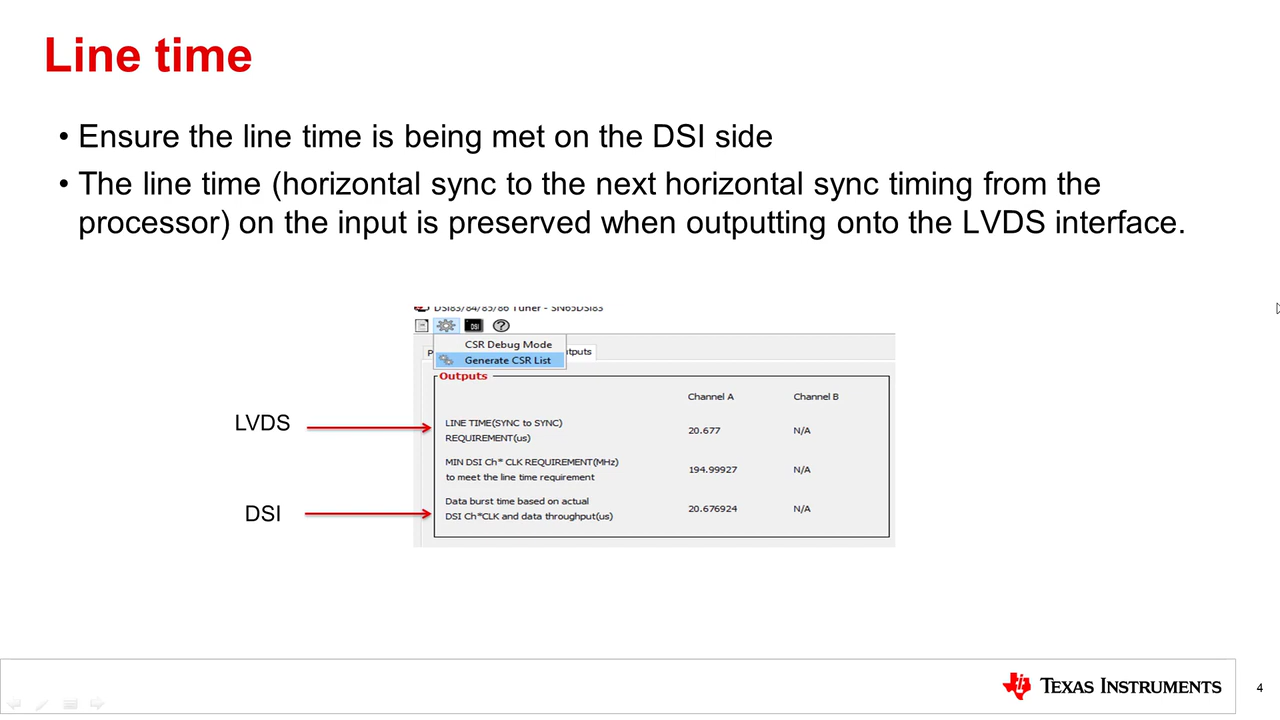 Line time
• Ensure the line time is being met on the DSI side
• The line time (horizontal sync to the next horizontal sync timing from the
processor) on the input is preserved when outputting onto the LVDS interface.
DSI83/84/85/86 Tuner - SN65DSI83
DSI
CSR Debug Mode
P
Generate CSR List
tputs
Outputs
Channel A Channel B
LVDS
LINE TIME(SYNC to SYNC)
REQUIREMENT(us)
20.677 N/A
MIN DSI Ch* CLK REQUIREMENT(MHz)
to meet the line time requirement
194.99927 N/A
DSI
Data burst time based on actual
DSI Ch*CLK and data throughput(us)
20.676924 N/A
TEXAS INSTRUMENTS
4